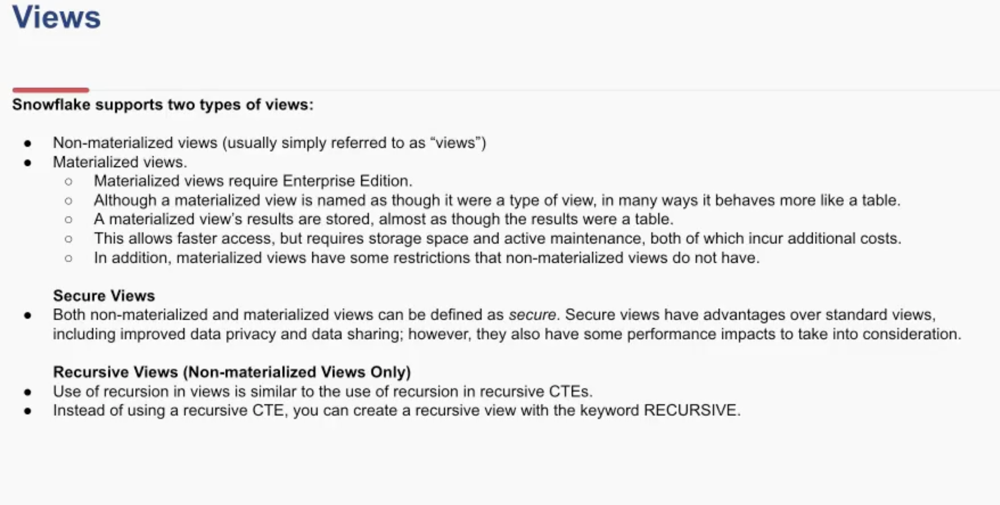 Views
Snowflake supports two types of views:
● Non-materialized views (usually simply referred to as “views”)
● Materialized views.
○ Materialized views require Enterprise Edition.
○ Although a materialized view is named as though it were a type of view, in many ways it behaves more like a table.
○ A materialized view’s results are stored, almost as though the results were a table.
○ This allows faster access, but requires storage space and active maintenance, both of which incur additional costs.
○ In addition, materialized views have some restrictions that non-materialized views do not have.
Secure Views
● Both non-materialized and materialized views can be defined as secure. Secure views have advantages over standard views,
including improved data privacy and data sharing; however, they also have some performance impacts to take into consideration.
Recursive Views (Non-materialized Views Only)
● Use of recursion in views is similar to the use of recursion in recursive CTEs.
● Instead of using a recursive CTE, you can create a recursive view with the keyword RECURSIVE.